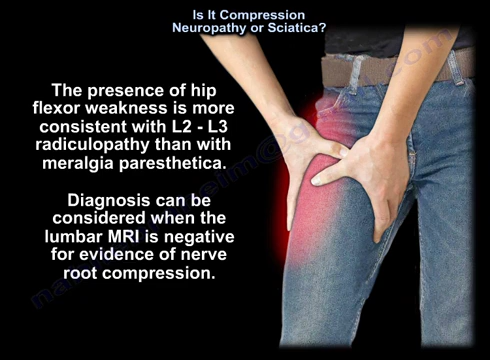 Is It Compression
Neuropathy or Sciatica?
The presence of hip
flexor weakness is more
consistent with L2 - L3
radiculopathy than with
meralgia paresthetica.
Diagnosis can be
considered when the
lumbar MRI is negative
for evidence of nerve
root compression.